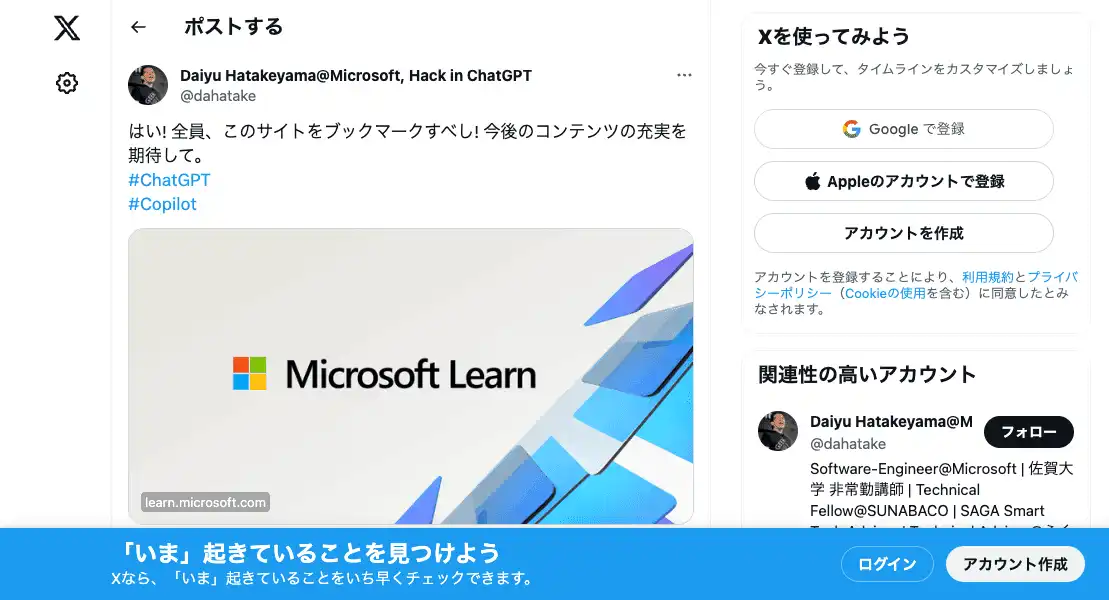 ポストする
Daiyu Hatakeyama@Microsoft, Hack in ChatGPT
@dahatake
はい! 全員、このサイトをブックマークすべし! 今後のコンテンツの充実を
期待して。
#ChatGPT
#Copilot
Microsoft Learn
learn.microsoft.com
Xを使ってみよう
今すぐ登録して、タイムラインをカスタマイズしましょ
う。
Google で登録
Appleのアカウントで登録
アカウントを作成
アカウントを登録することにより、利用規約とプライバ
シーポリシー（Cookieの使用を含む）に同意したとみ
なされます。
関連性の高いアカウント
Daiyu Hatakeyama@M
フォロー
@dahatake
Software-Engineer@Microsoft | 佐賀大
学 非常勤講師 | Technical
Fellow@SUNABACO | SAGA Smart
「いま」起きていることを見つけよう
Xなら、「いま」起きていることをいち早くチェックできます。
ログイン
アカウント作成